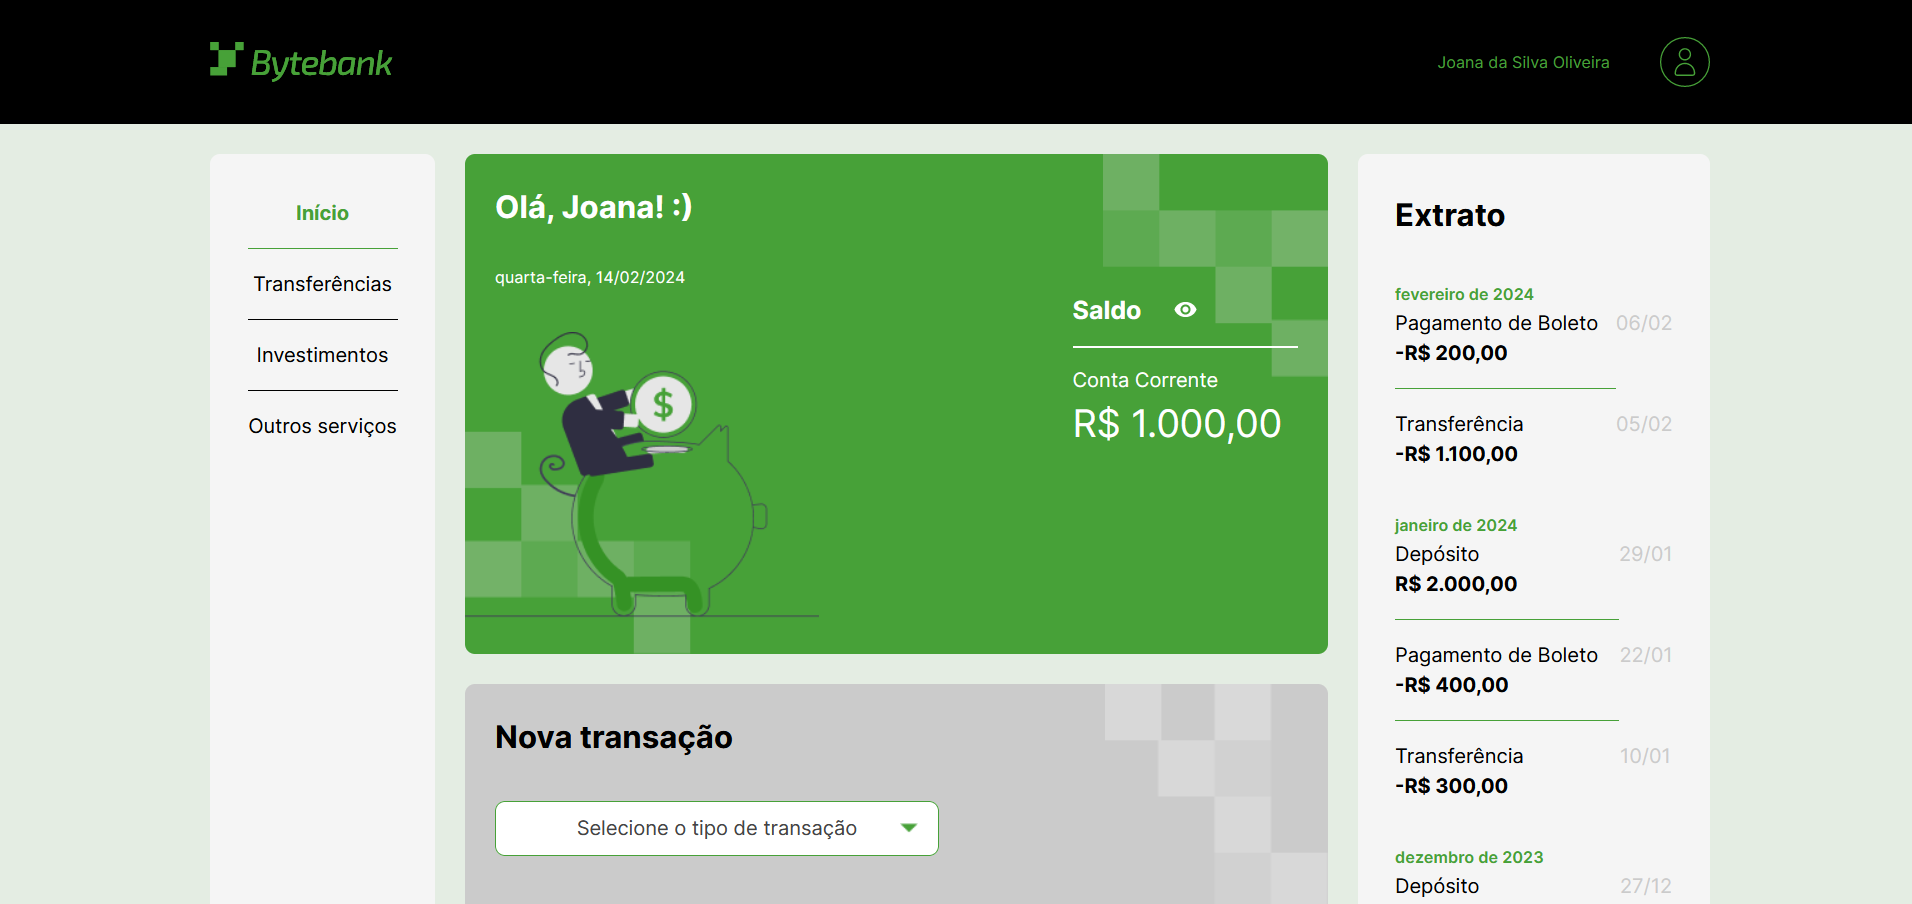 Bytebank
Joana da Silva Oliveira
Início
Transferências
Investimentos
Outros serviços
Olá, Joana! :)
quarta-feira, 14/02/2024
Saldo
Conta Corrente
R$ 1.000,00
$
Nova transação
Selecione o tipo de transação
Extrato
fevereiro de 2024
Pagamento de Boleto 06/02
-R$ 200,00
Transferência 05/02
-R$ 1.100,00
janeiro de 2024
Depósito 29/01
R$ 2.000,00
Pagamento de Boleto 22/01
-R$ 400,00
Transferência 10/01
-R$ 300,00
dezembro de 2023
Depósito 27/12